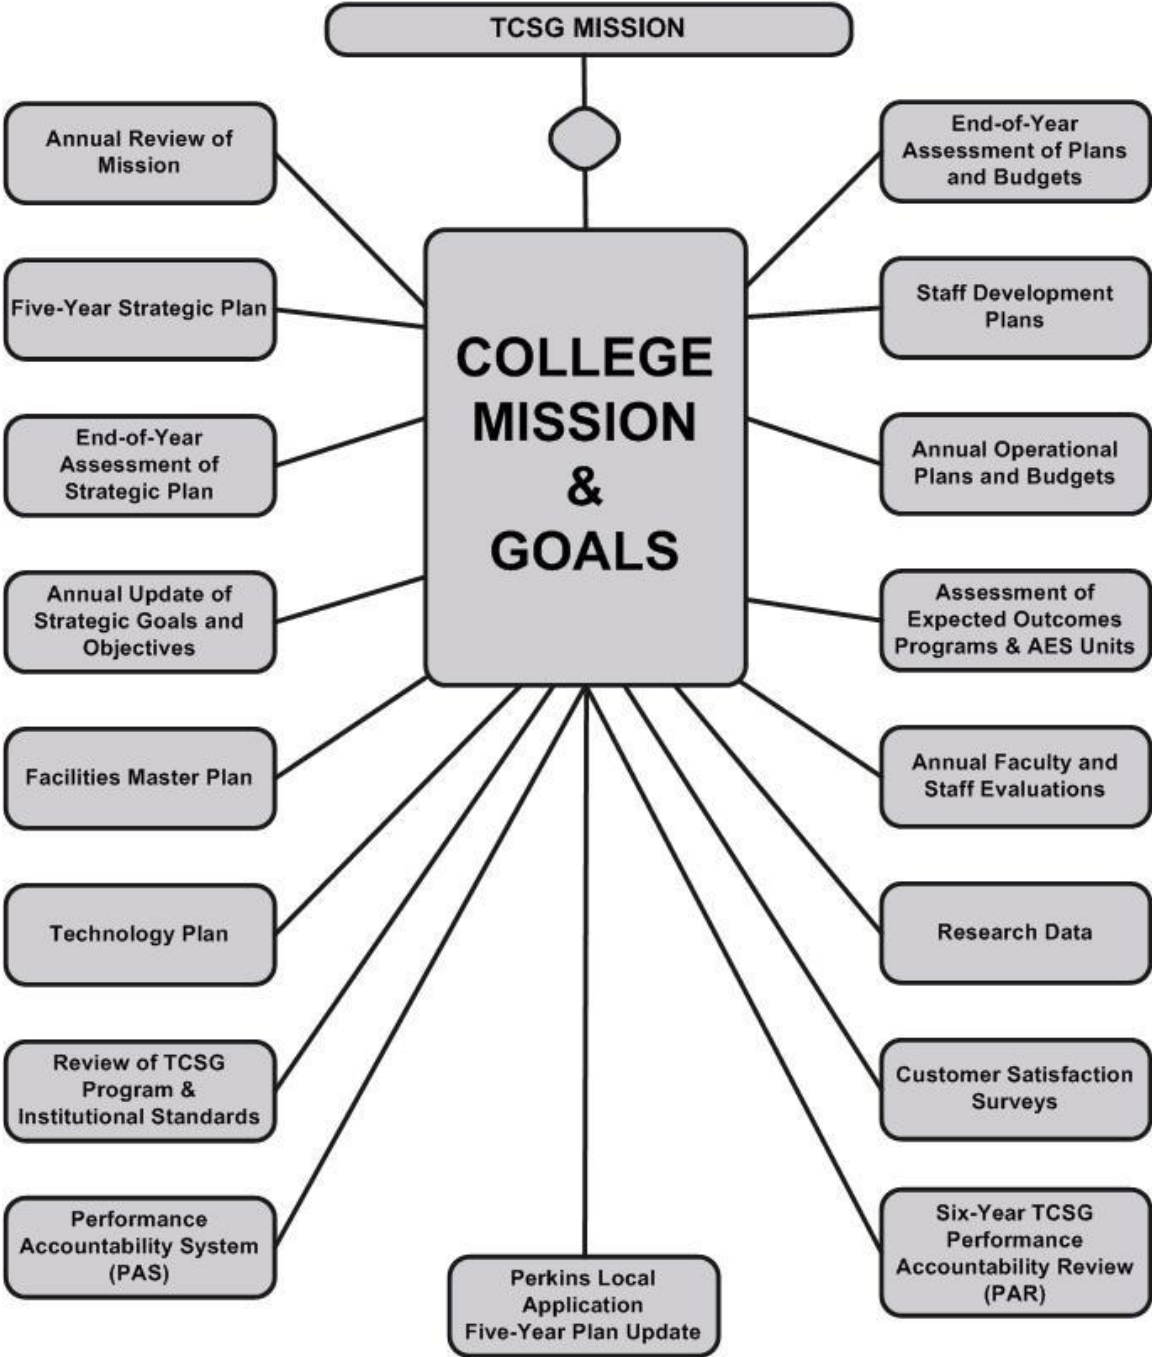 TCSG MISSION
Annual Review of
Mission
Five-Year Strategic Plan
End-of-Year
Assessment of
Strategic Plan
Annual Update of
Strategic Goals and
Objectives
Facilities Master Plan
Technology Plan
Review of TCSG
Program &
Institutional Standards
Performance
Accountability System
(PAS)
COLLEGE
MISSION
&
GOALS
Perkins Local
Application
Five-Year Plan Update
End-of-Year
Assessment of Plans
and Budgets
Staff Development
Plans
Annual Operational
Plans and Budgets
Assessment of
Expected Outcomes
Programs & AES Units
Annual Faculty and
Staff Evaluations
Research Data
Customer Satisfaction
Surveys
Six-Year TCSG
Performance
Accountability Review
(PAR)